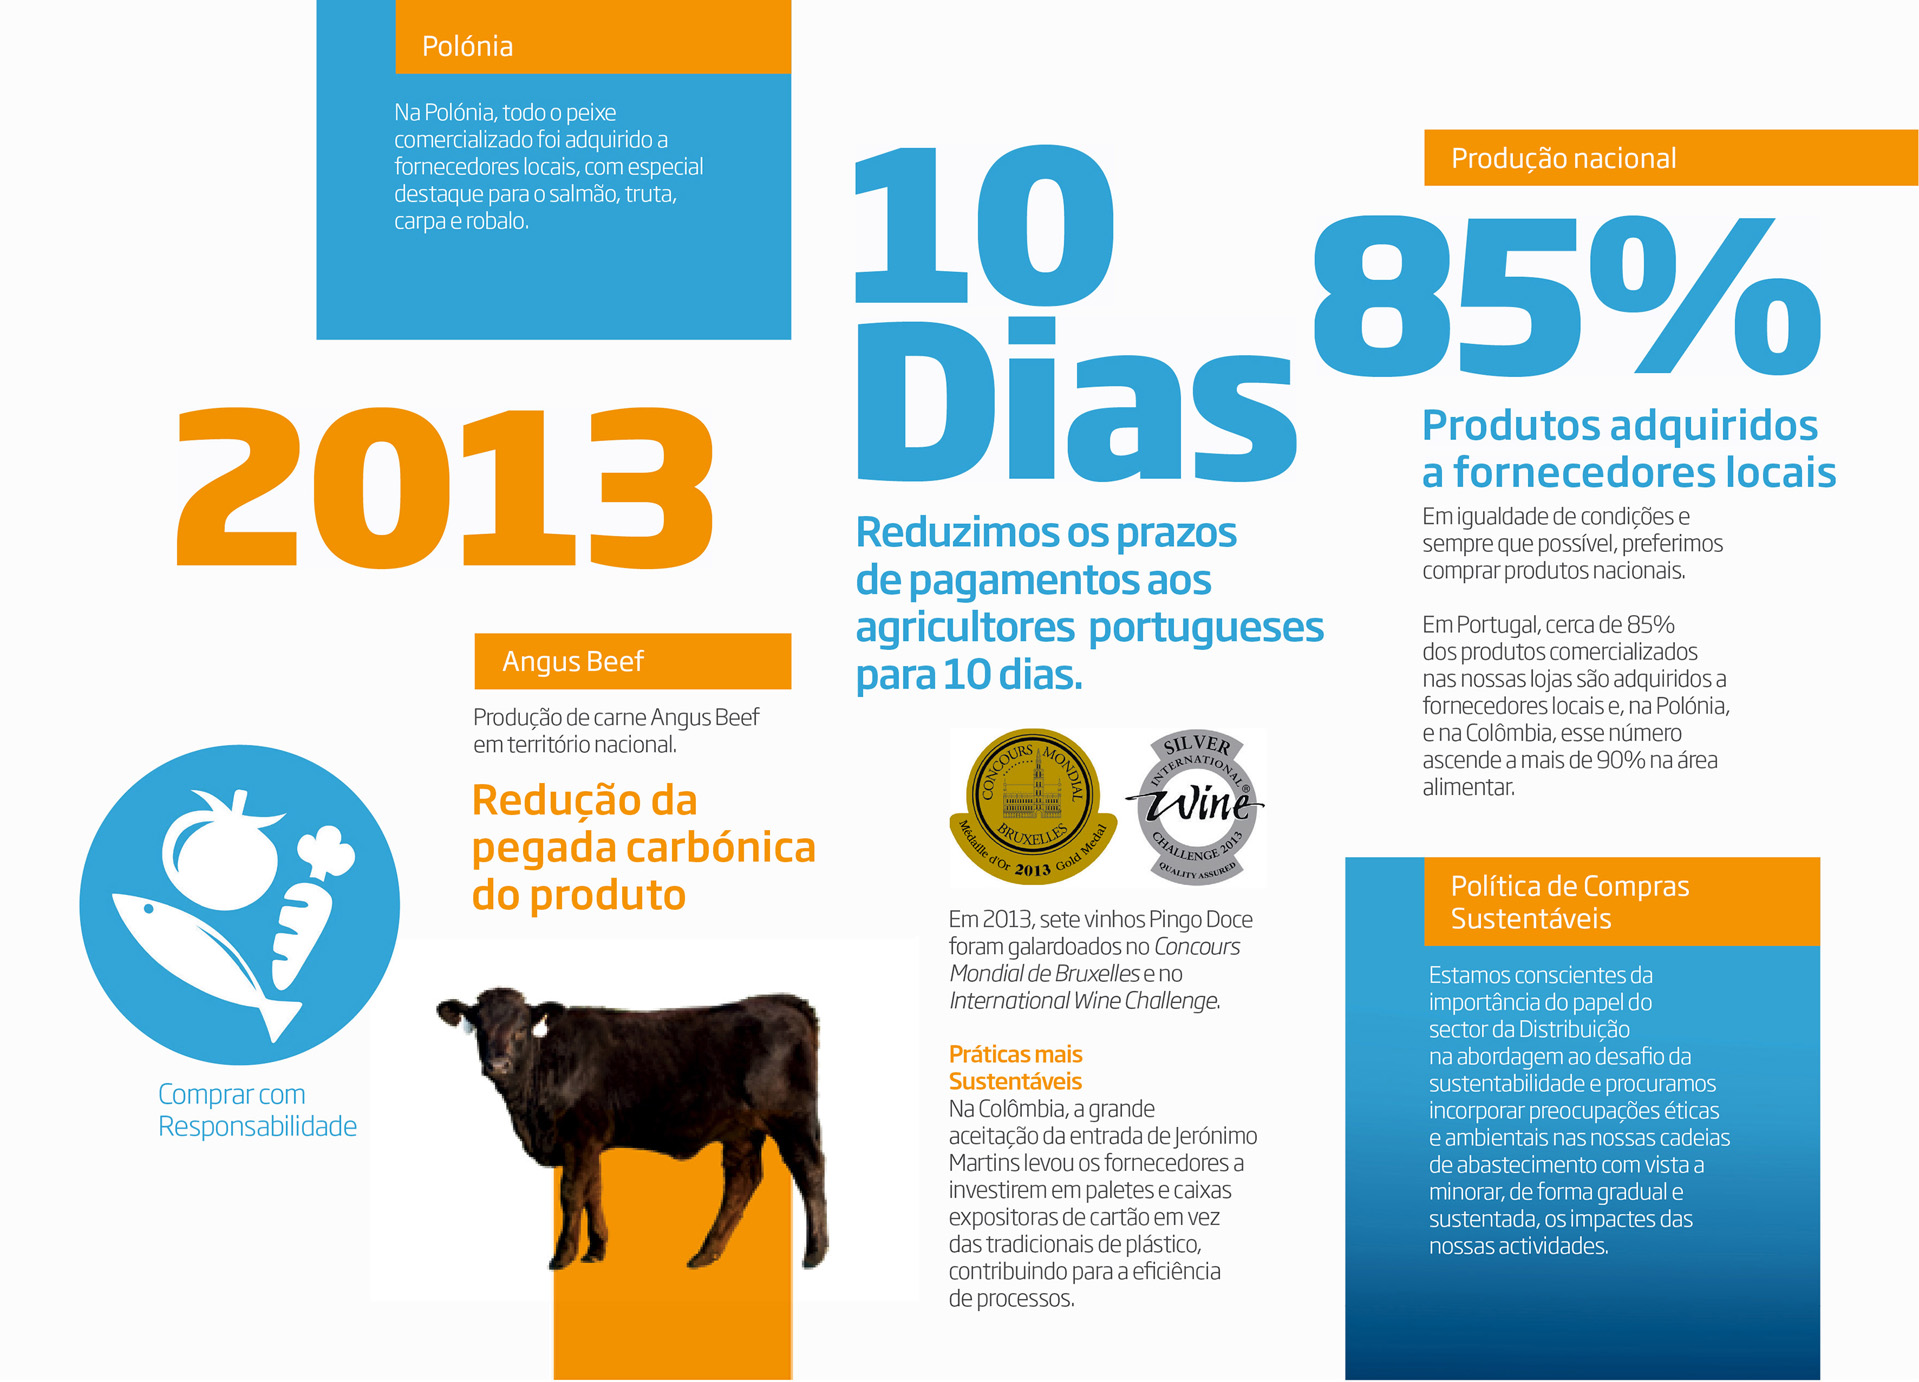 Polónia
Na Polónia, todo o peixe
comercializado foi adquirido a
fornecedores locais, com especial
destaque para o salmão, truta,
carpa e robalo.
2013
Angus Beef
Produção de carne Angus Beef
em território nacional.
Redução da
pegada carbónica
do produto
Comprar com
Responsabilidade
10
Dias
Reduzimos os prazos
de pagamentos aos
agricultores portugueses
para 10 dias.
CONCOURS MONDIAL
BRUXELLES
Médaille d'Or 2013 Gold Medal
SILVER
INTERNATIONAL®
Wine
CHALLENGE 2013
QUALITY ASSURED
Em 2013, sete vinhos Pingo Doce
foram galardoados no Concours
Mondial de Bruxelles e no
International Wine Challenge.
Práticas mais
Sustentáveis
Na Colômbia, a grande
aceitação da entrada de Jerónimo
Martins levou os fornecedores a
investirem em paletes e caixas
expositoras de cartão em vez
das tradicionais de plástico,
contribuindo para a eficiência
de processos.
Produção nacional
85%
Produtos adquiridos
a fornecedores locais
Em igualdade de condições e
sempre que possível, preferimos
comprar produtos nacionais.
Em Portugal, cerca de 85%
dos produtos comercializados
nas nossas lojas são adquiridos a
fornecedores locais e, na Polónia,
e na Colômbia, esse número
ascende a mais de 90% na área
alimentar.
Política de Compras
Sustentáveis
Estamos conscientes da
importância do papel do
sector da Distribuição
na abordagem ao desafio da
sustentabilidade e procuramos
incorporar preocupações éticas
e ambientais nas nossas cadeias
de abastecimento com vista a
minorar, de forma gradual e
sustentada, os impactes das
nossas actividades.